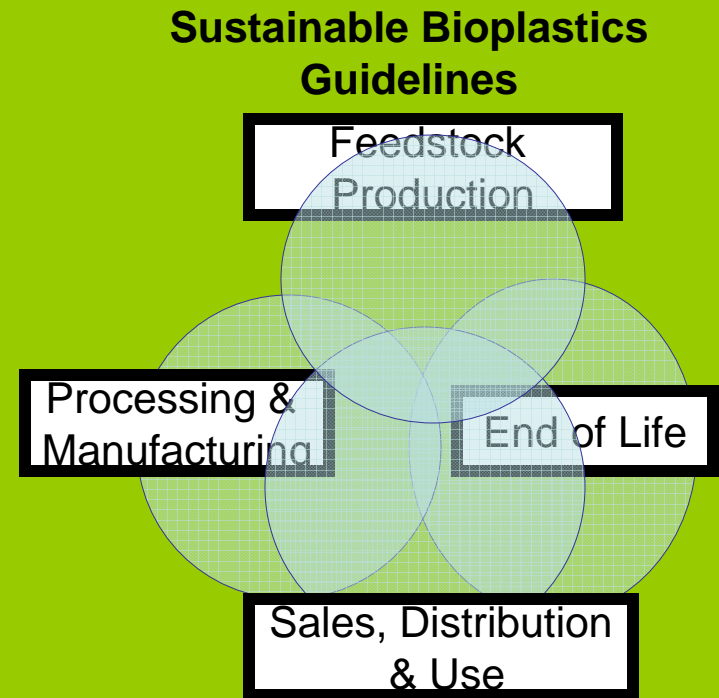 Sustainable Bioplastics
Guidelines
Feedstock
Production
Processing &
Manufacturing
End of Life
Sales, Distribution
& Use